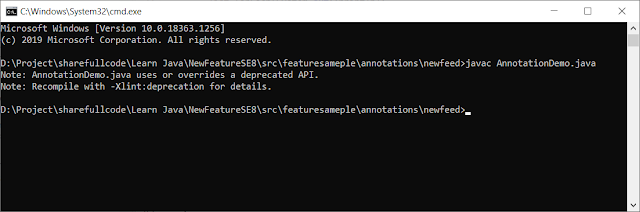 C:\Windows\System32\cmd.exe
Microsoft Windows [Version 10.0.18363.1256]
(c) 2019 Microsoft Corporation. All rights reserved.
D:\Project\sharefullcode\Learn Java\NewFeatureSE8\src\featuresameple\annotations\newfeed>javac AnnotationDemo.java
Note: AnnotationDemo.java uses or overrides a deprecated API.
Note: Recompile with -Xlint:deprecation for details.
D:\Project\sharefullcode\Learn Java\NewFeatureSE8\src\featuresameple\annotations\newfeed>